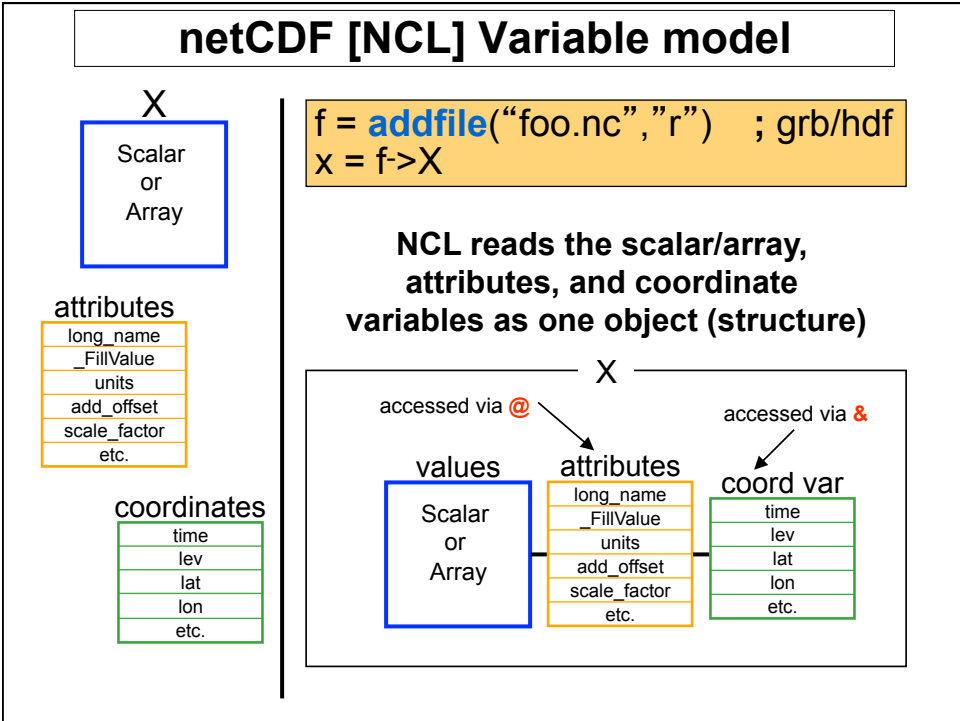 netCDF [NCL] Variable model
X
Scalar
or
Array
attributes
long_name
_FillValue
units
add_offset
scale_factor
etc.
coordinates
time
lev
lat
lon
etc.
f = addfile(“foo.nc”,”r”) ; grb/hdf
x = f->X
NCL reads the scalar/array,
attributes, and coordinate
variables as one object (structure)
X
accessed via @
accessed via &
values
Scalar
or
Array
attributes
long_name
_FillValue
units
add_offset
scale_factor
etc.
coord var
time
lev
lat
lon
etc.